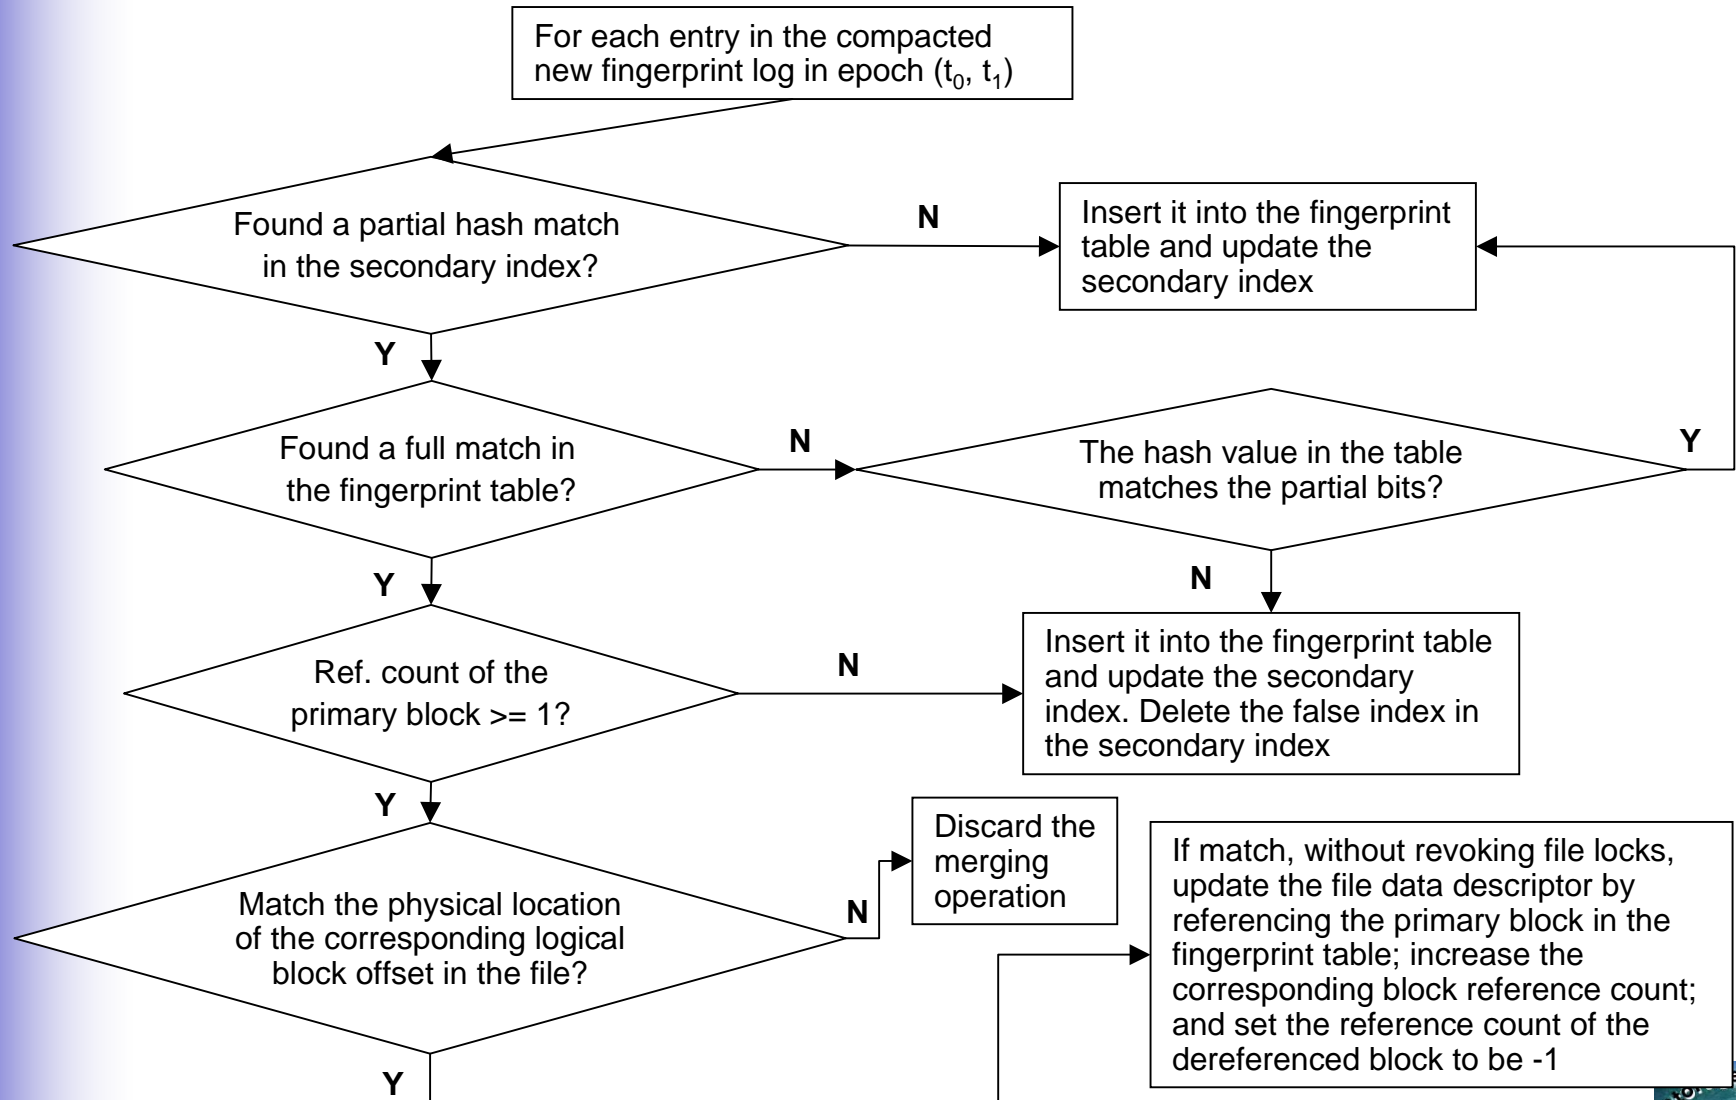 For each entry in the compacted
new fingerprint log in epoch (t0, t1)
Found a partial hash match
in the secondary index?
N
Insert it into the fingerprint
table and update the
secondary index
Y
Found a full match in
the fingerprint table?
N
The hash value in the table
matches the partial bits?
Y
Y
N
Ref. count of the
primary block >= 1?
N
Insert it into the fingerprint table
and update the secondary
index. Delete the false index in
the secondary index
Y
Match the physical location
of the corresponding logical
block offset in the file?
N
Discard the
merging
operation
If match, without revoking file locks,
update the file data descriptor by
referencing the primary block in the
fingerprint table; increase the
corresponding block reference count;
and set the reference count of the
dereferenced block to be -1
Y